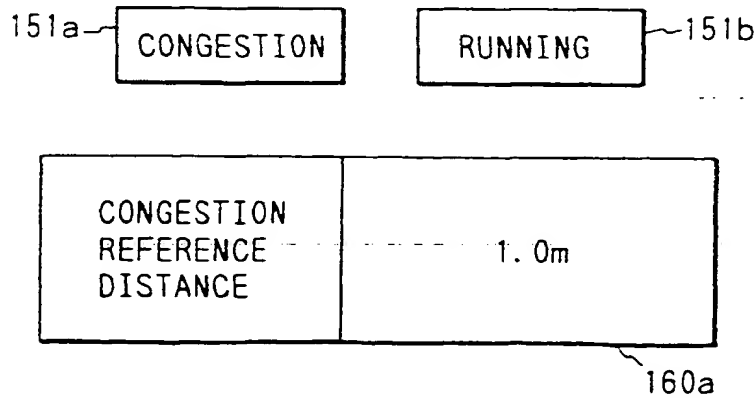 151a
CONGESTION
RUNNING
151b
CONGESTION
REFERENCE
DISTANCE
1.0m
160a